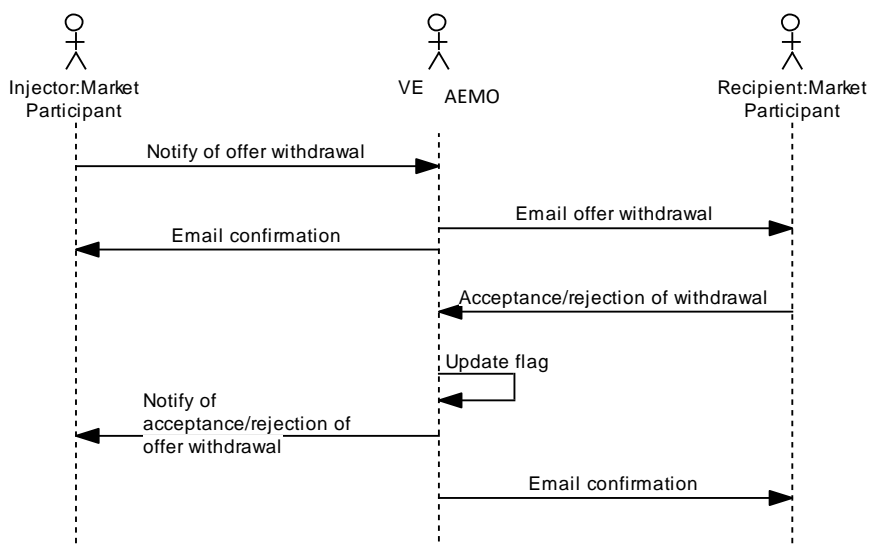 Injector:Market
Participant
VE
AEMO
Recipient:Market
Participant
Notify of offer withdrawal
Email offer withdrawal
Email confirmation
Acceptance/rejection of withdrawal
Update flag
Notify of
acceptance/rejection of
offer withdrawal
Email confirmation